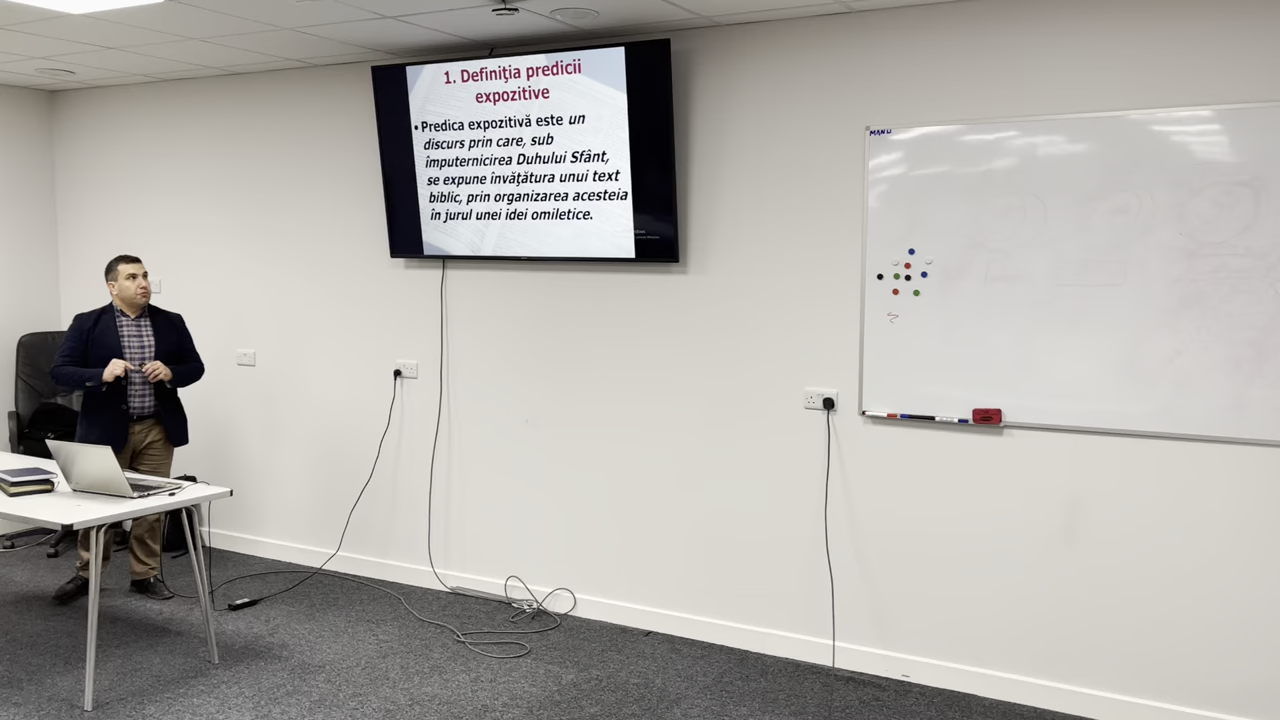 1. Definiţia predicii
expozitive
• Predica expozitivă este un
discurs prin care, sub
împuternicirea Duhului Sfânt,
se expune învăţătura unui text
biblic, prin organizarea acesteia
în jurul unei idei omiletice.